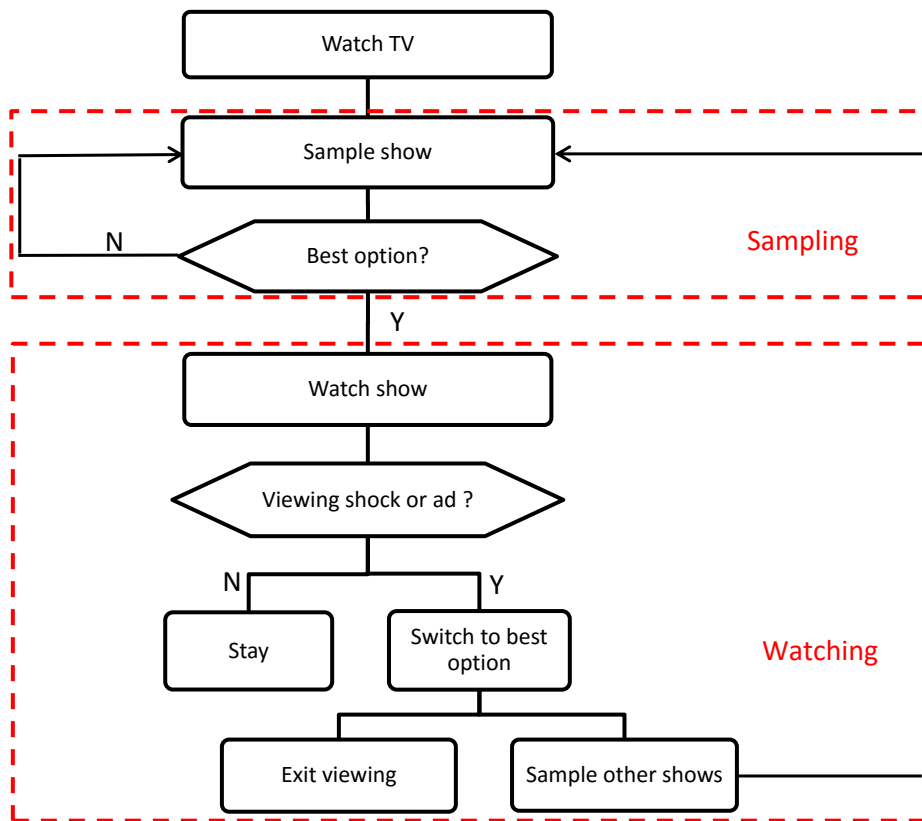 Watch TV
Sample show
N
Best option?
Sampling
Y
Watch show
Viewing shock or ad ?
N
Y
Stay
Switch to best
option
Watching
Exit viewing
Sample other shows